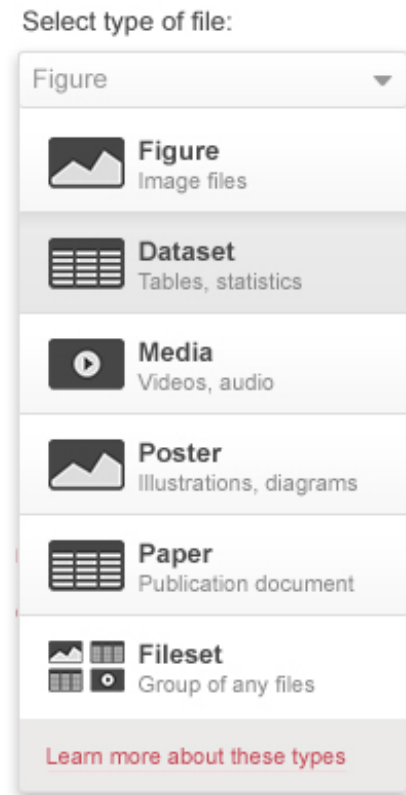 Select type of file:
Figure
Figure
Image files
Dataset
Tables, statistics
Media
Videos, audio
Poster
Illustrations, diagrams
Paper
Publication document
Fileset
Group of any files
Learn more about these types